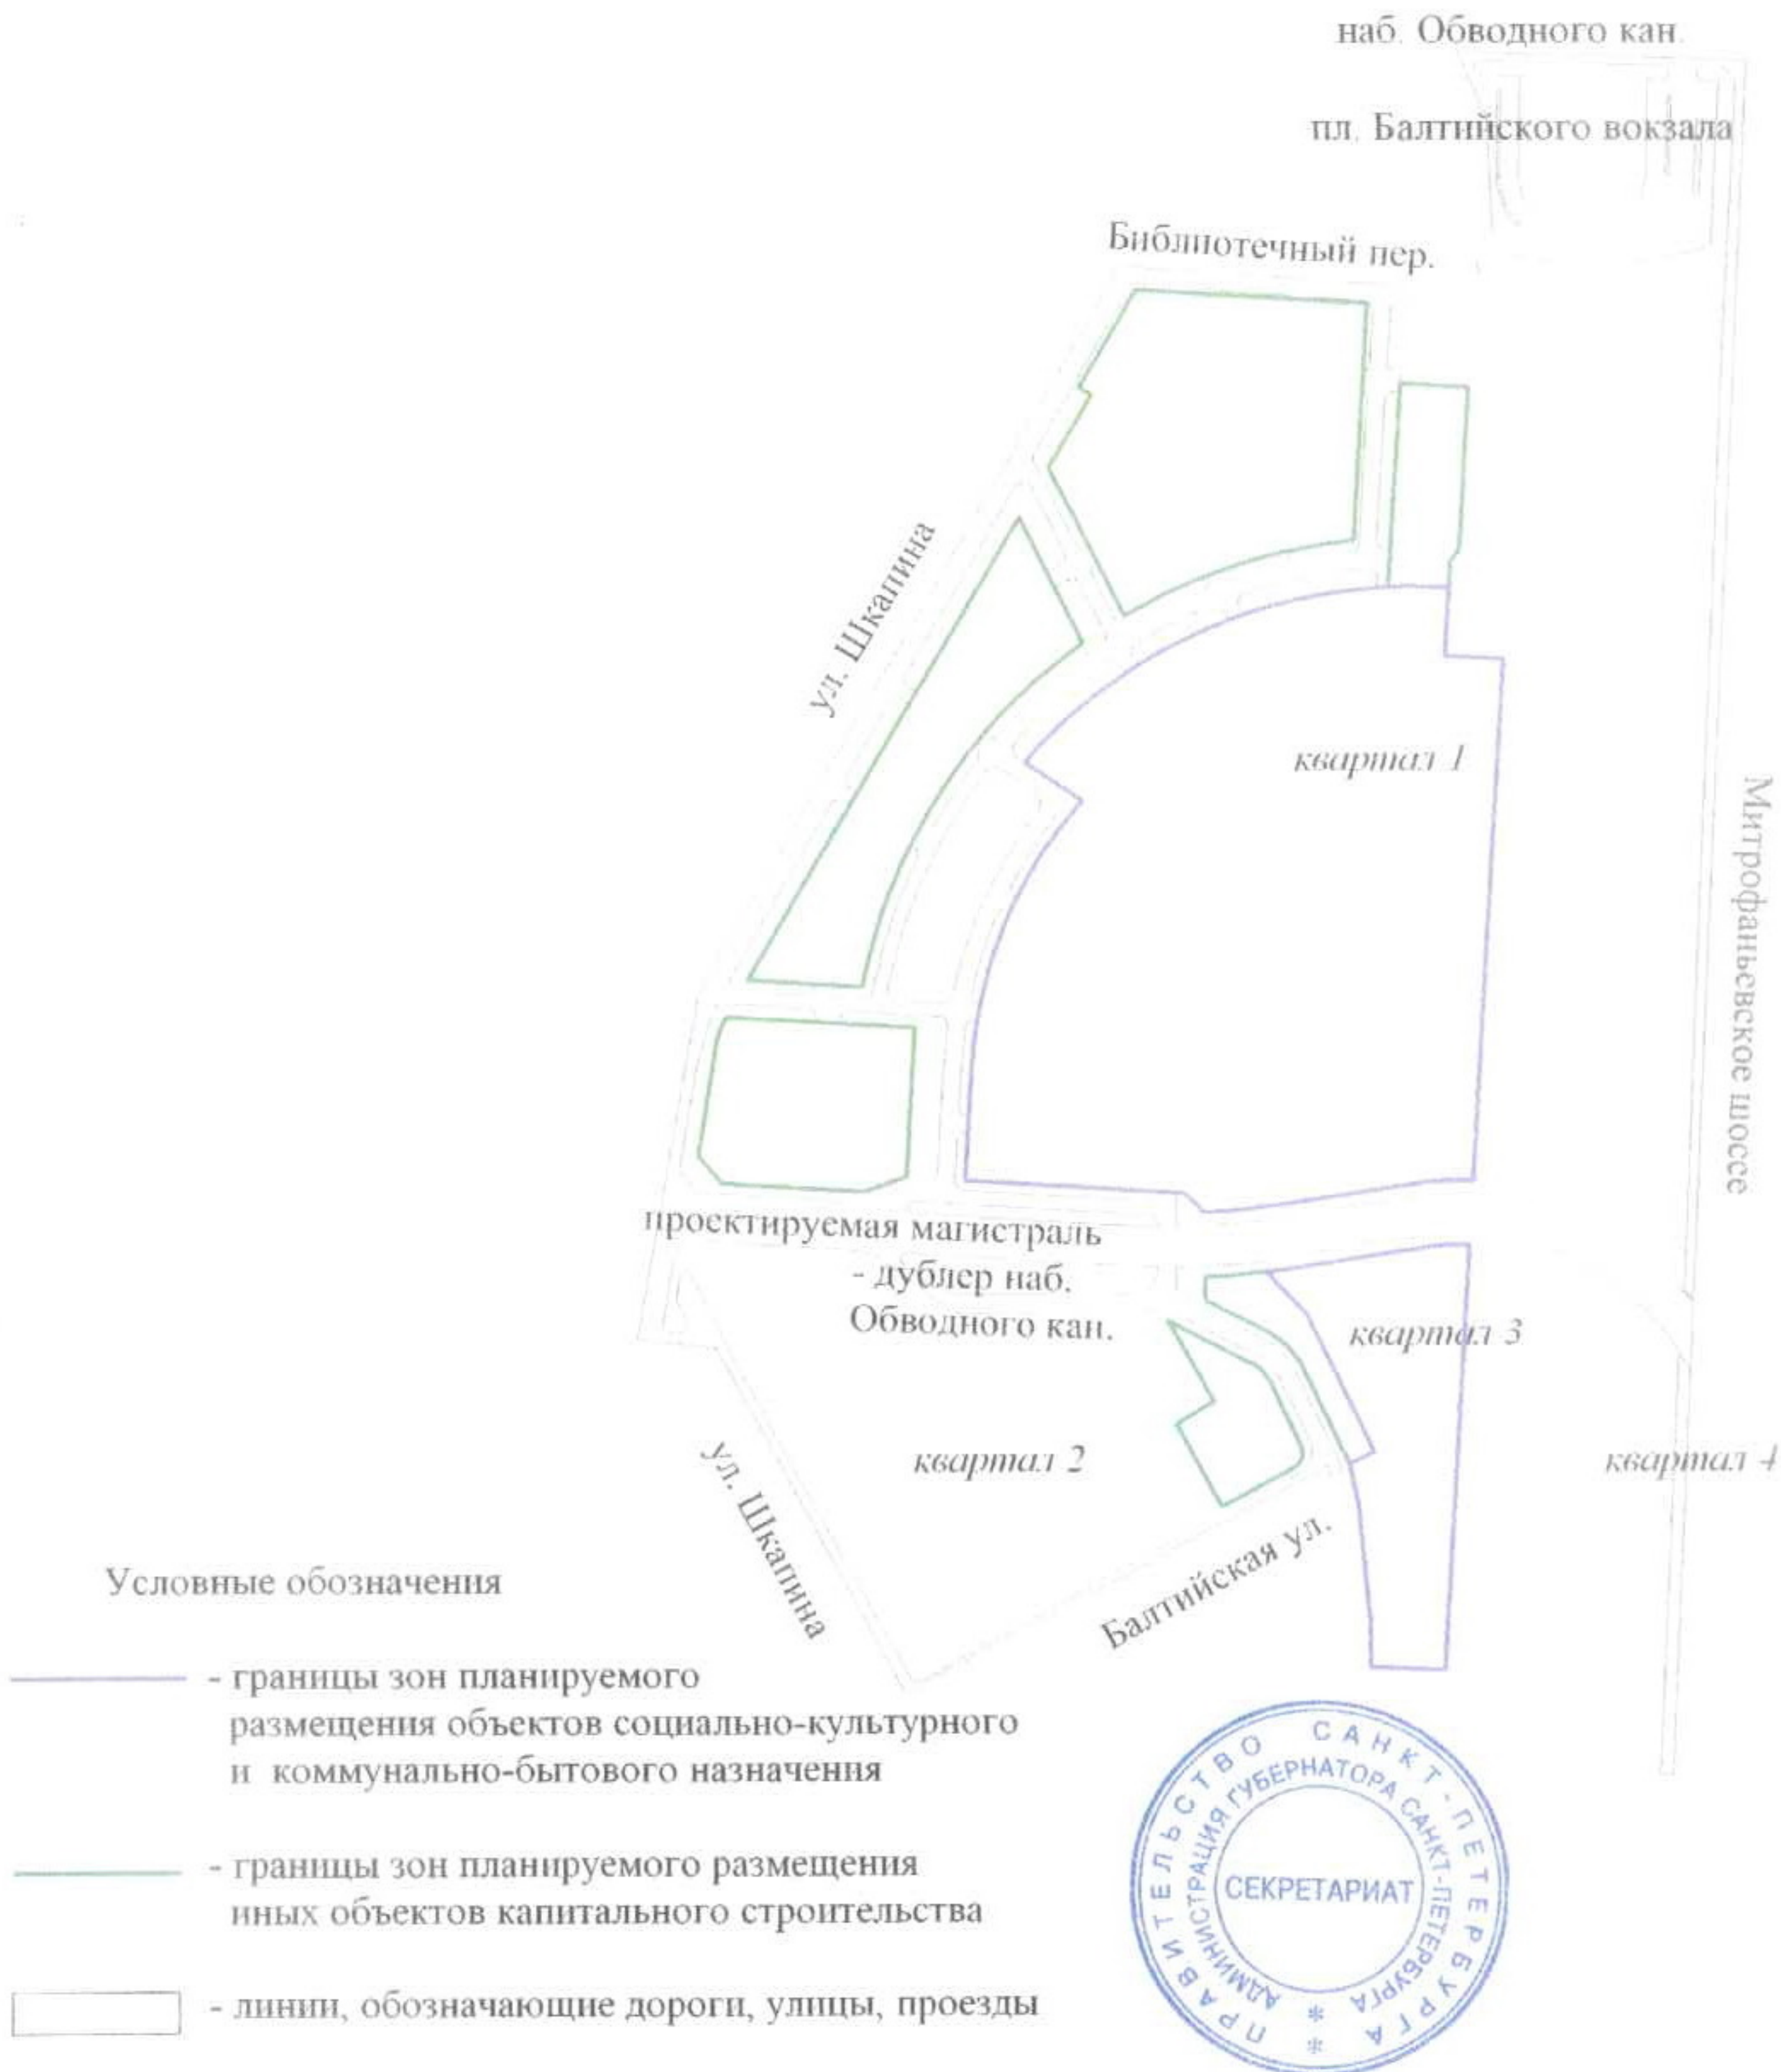 наб. Обводного кан.
пл. Балтийского вокзала
Библиотечный пер.
ул. Шкапина
квартал 1
Митрофаньевское шоссе
проектируемая магистраль
- дублер наб.
Обводного кан.
квартал 3
квартал 2
квартал 4
ул. Шкапина
Балтийская ул.
Условные обозначения
- границы зон планируемого
размещения объектов социально-культурного
и коммунально-бытового назначения
- границы зон планируемого размещения
иных объектов капитального строительства
- линии, обозначающие дороги, улицы, проезды
ПРАВИТЕЛЬСТВО САНКТ-ПЕТЕРБУРГА
АДМИНИСТРАЦИЯ ГУБЕРНАТОРА САНКТ-ПЕТЕРБУРГА
СЕКРЕТАРИАТ